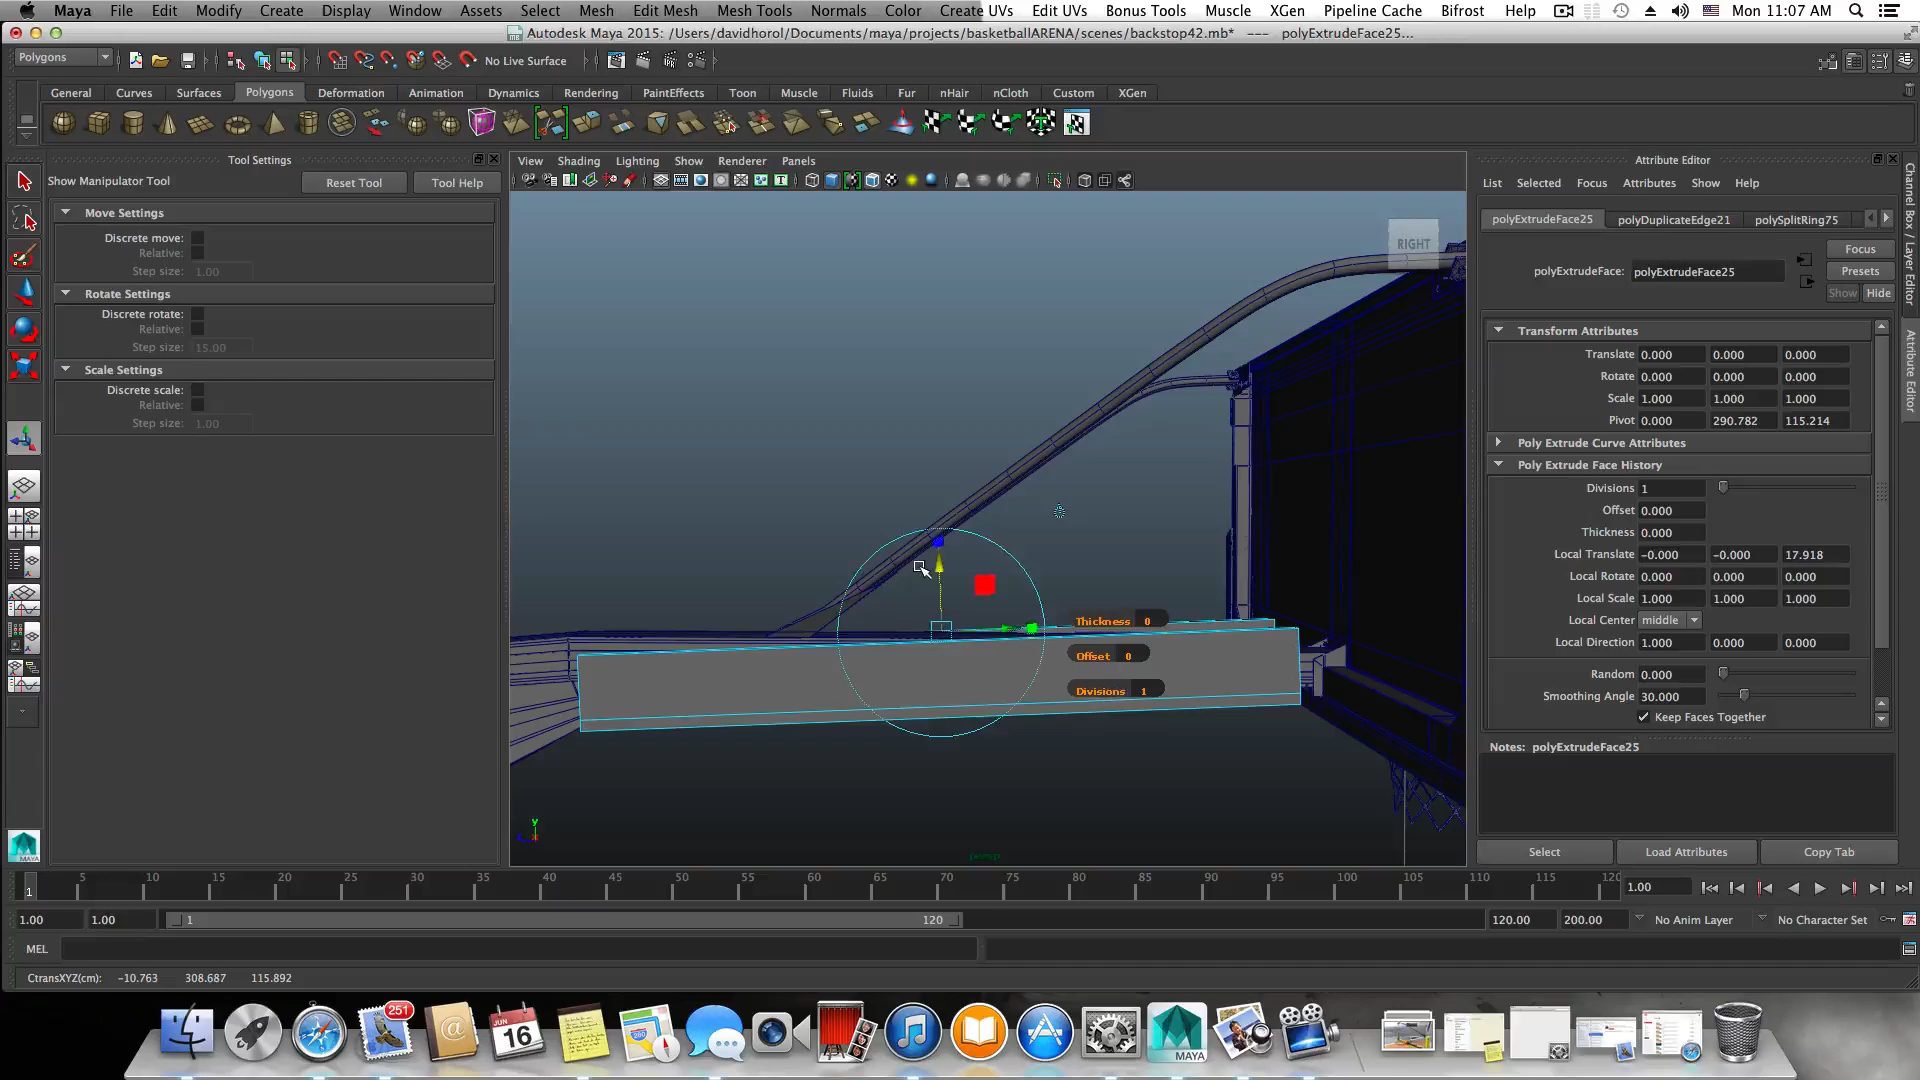 Maya File Edit Modify Create Display Window Assets Select Mesh Edit Mesh Mesh Tools Normals Color Create UVs Edit UVs Bonus Tools Muscle XGen Pipeline Cache Bifrost Help Mon 11:07 AM
Autodesk Maya 2015: /Users/davidhorol/Documents/maya/projects/basketballARENA/scenes/backstop42.mb* --- polyExtrudeFace25...
Polygons No Live Surface
General Curves Surfaces Polygons Deformation Animation Dynamics Rendering PaintEffects Toon Muscle Fluids Fur nHair nCloth Custom XGen
Tool Settings
Show Manipulator Tool Reset Tool Tool Help
Move Settings
Discrete move:
Relative:
Step size: 1.00
Rotate Settings
Discrete rotate:
Relative:
Step size: 15.00
Scale Settings
Discrete scale:
Relative:
Step size: 1.00
View Shading Lighting Show Renderer Panels
RIGHT
Thickness 0
Offset 0
Divisions 1
y
persp
Attribute Editor
List Selected Focus Attributes Show Help
polyExtrudeFace25 polyDuplicateEdge21 polySplitRing75
Focus
polyExtrudeFace: polyExtrudeFace25 Presets
Show Hide
Transform Attributes
Translate 0.000 0.000 0.000
Rotate 0.000 0.000 0.000
Scale 1.000 1.000 1.000
Pivot 0.000 290.782 115.214
Poly Extrude Curve Attributes
Poly Extrude Face History
Divisions 1
Offset 0.000
Thickness 0.000
Local Translate -0.000 -0.000 17.918
Local Rotate 0.000 0.000 0.000
Local Scale 1.000 1.000 1.000
Local Center middle
Local Direction 1.000 0.000 0.000
Random 0.000
Smoothing Angle 30.000
Keep Faces Together
Notes: polyExtrudeFace25
Select Load Attributes Copy Tab
Channel Box / Layer Editor
Attribute Editor
1 5 10 15 20 25 30 35 40 45 50 55 60 65 70 75 80 85 90 95 100 105 110 115 120 1.00
1.00 1.00 1 120 120.00 200.00 No Anim Layer No Character Set
MEL
CtransXYZ(cm): -10.763 308.687 115.892
251
JUN
16
280
MAYA
MAYA